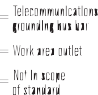 Telecommunications
grounding bus bar
Work area outlet
Not in scope
of standard